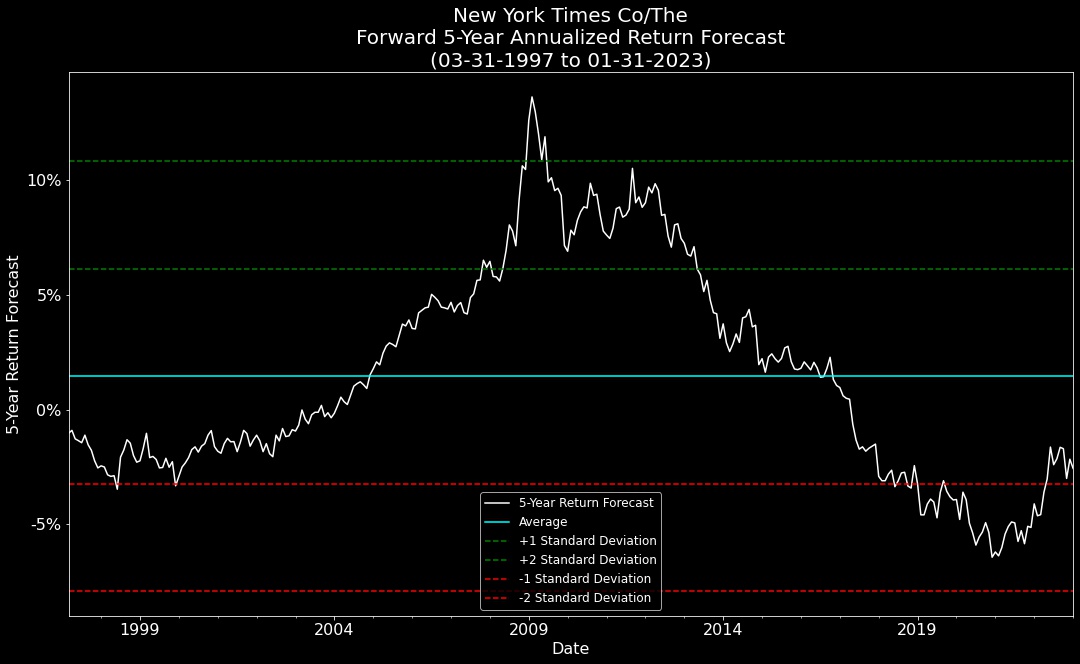 New York Times Co/The
Forward 5-Year Annualized Return Forecast
(03-31-1997 to 01-31-2023)
5-Year Return Forecast
10%
5%
0%
-5%
5-Year Return Forecast
Average
+1 Standard Deviation
+2 Standard Deviation
-1 Standard Deviation
-2 Standard Deviation
1999 2004 2009 2014 2019
Date